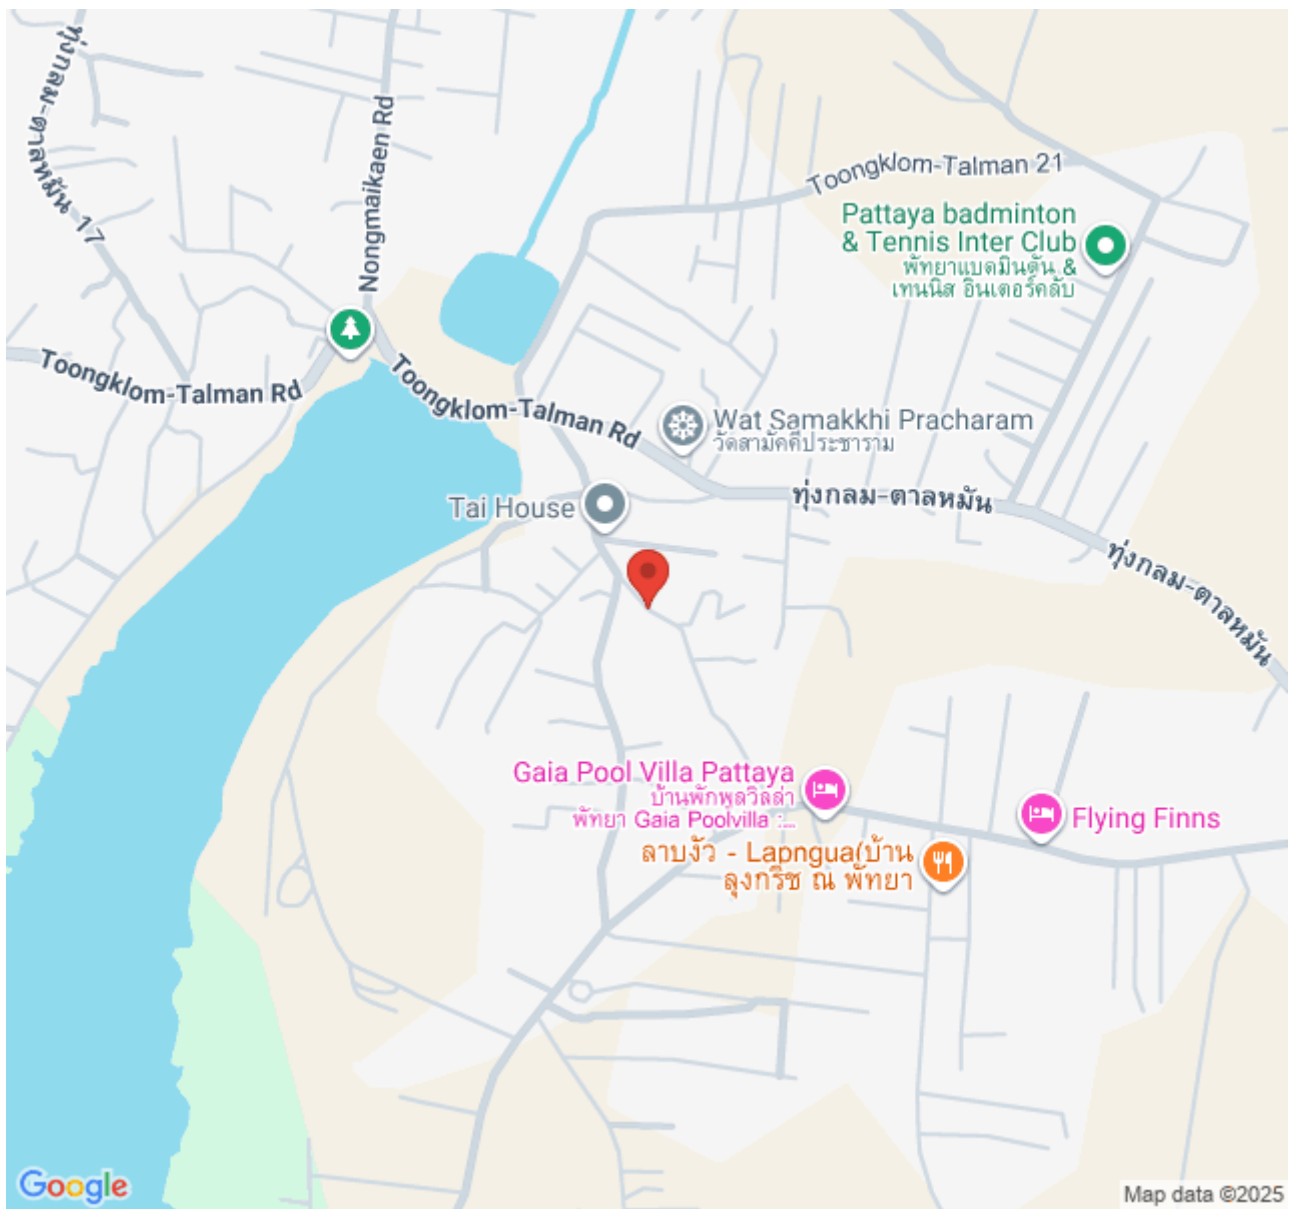 ทุ่งกลม-ตาลหมัน 17
Nongmaikaen Rd
Toongklom-Talman 21
Pattaya badminton
& Tennis Inter Club
พัทยาแบดมินตัน &
เทนนิส อินเตอร์คลับ
Toongklom-Talman Rd
Toongklom-Talman Rd
Wat Samakkhi Pracharam
วัดสามัคคีประชาราม
Tai House
ทุ่งกลม-ตาลหมัน
ทุ่งกลม-ตาลหมัน
Gaia Pool Villa Pattaya
บ้านพักพูลวิลล่า
พัทยา Gaia Poolvilla :...
Flying Finns
ลาบงัว - Lapngua(บ้าน
ลุงกริช ณ พัทยา
Google
Map data ©2025